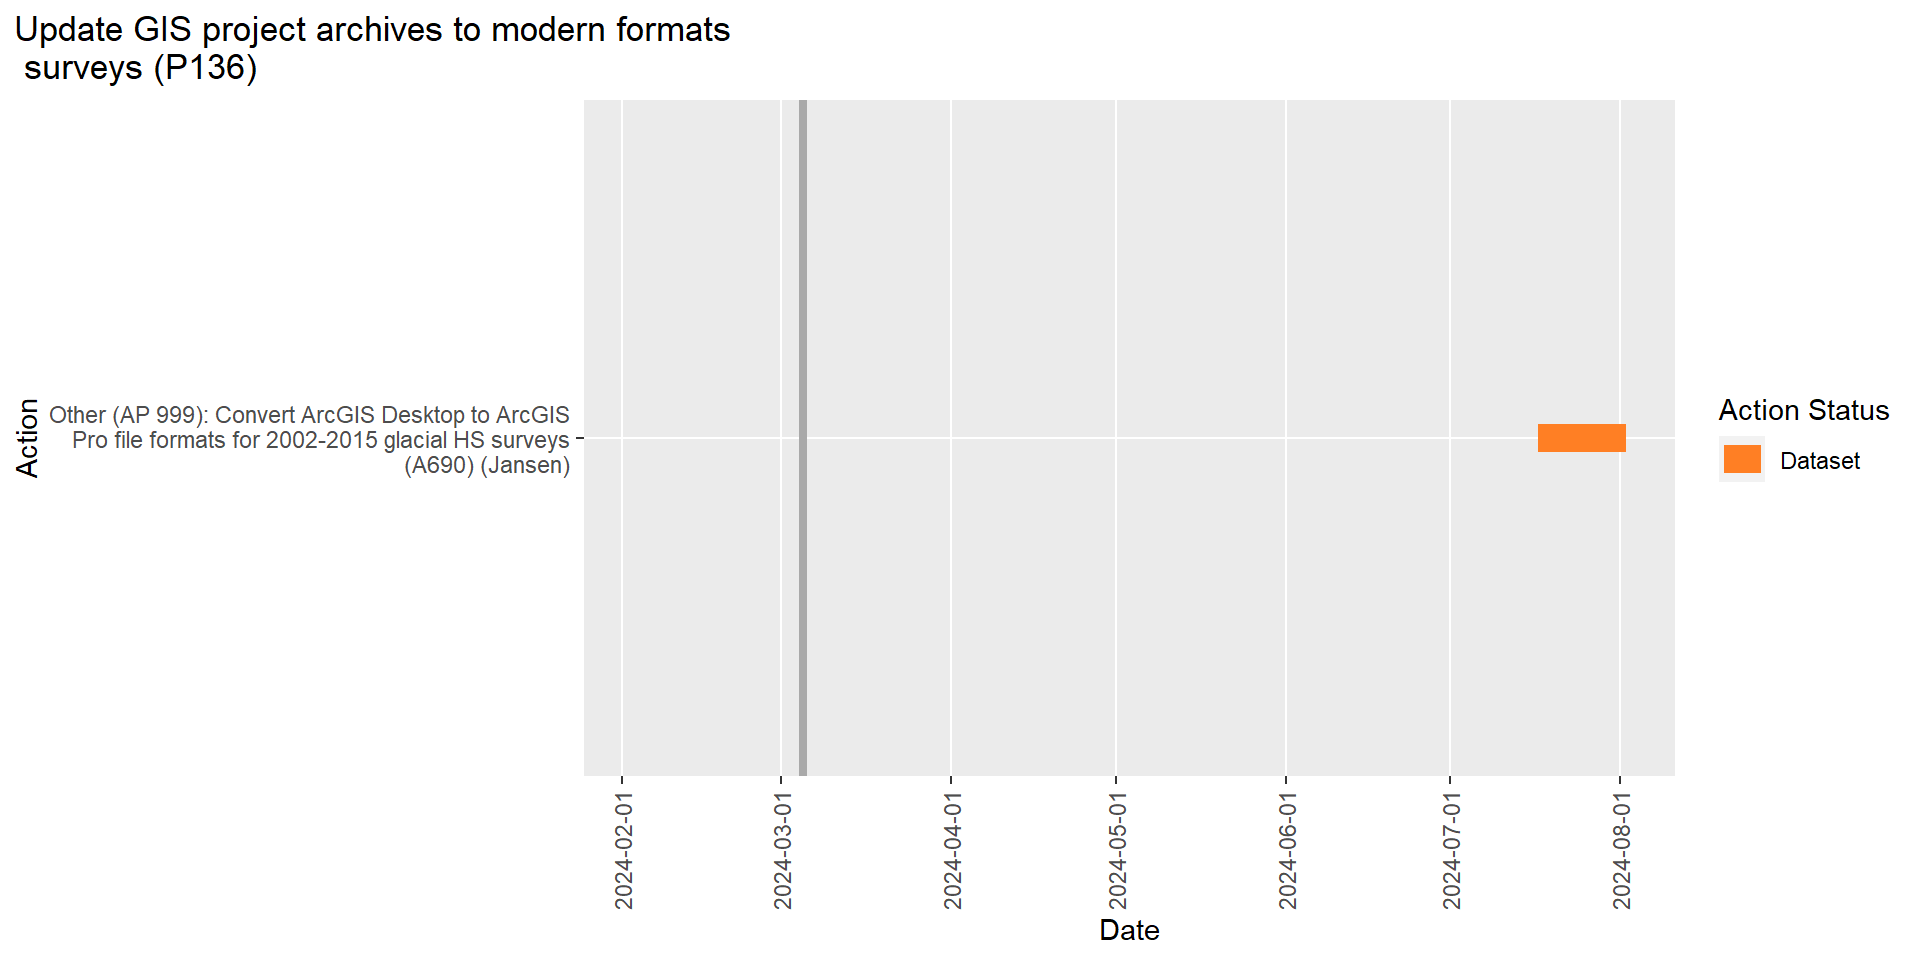 Update GIS project archives to modern formats
surveys (P136)
Action
Other (AP 999): Convert ArcGIS Desktop to ArcGIS
Pro file formats for 2002-2015 glacial HS surveys
(A690) (Jansen)
Action Status
Dataset
2024-02-01
2024-03-01
2024-04-01
2024-05-01
2024-06-01
2024-07-01
2024-08-01
Date